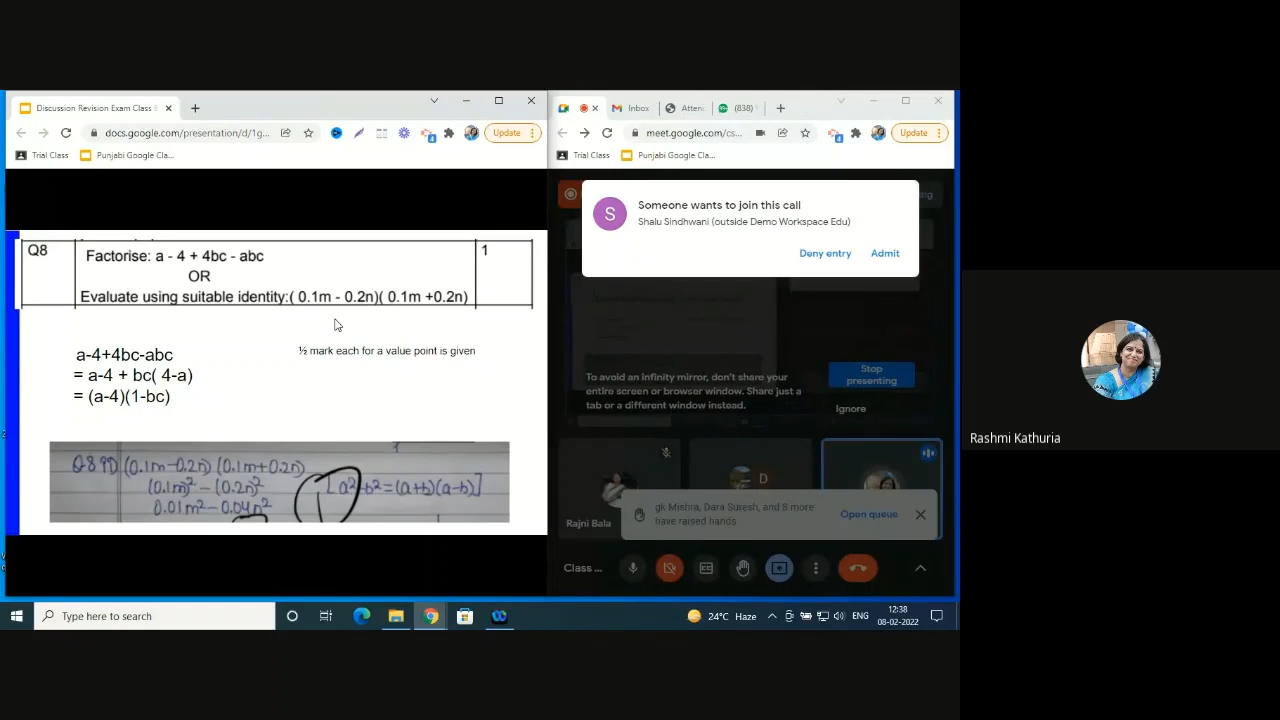 Discussion Revision Exam Class
docs.google.com/presentation/d/1g...
Update
Trial Class
Punjabi Google Cla...
Q8
Factorise: a - 4 + 4bc - abc
1
OR
Evaluate using suitable identity:( 0.1m - 0.2n)( 0.1m +0.2n)
½ mark each for a value point is given
a-4+4bc-abc
= a-4 + bc( 4-a)
= (a-4)(1-bc)
(0.1m-0.2n) (0.1m+0.2n)
(0.1m)² - (0.2n)² [a²-b²=(a+b)(a-b)]
0.01m² - 0.04n²
1
Inbox
Atten
(838)
meet.google.com/cs...
Update
Trial Class
Punjabi Google Cla...
S
Someone wants to join this call
Shalu Sindhwani (outside Demo Workspace Edu)
Deny entry
Admit
To avoid an infinity mirror, don't share your
entire screen or browser window. Share just a
tab or a different window instead.
Stop
presenting
Ignore
D
Rajni Bala
gk Mishra, Dara Suresh, and 8 more
have raised hands
Open queue
Class ...
Type here to search
24°C Haze
ENG
12:38
08-02-2022
Rashmi Kathuria